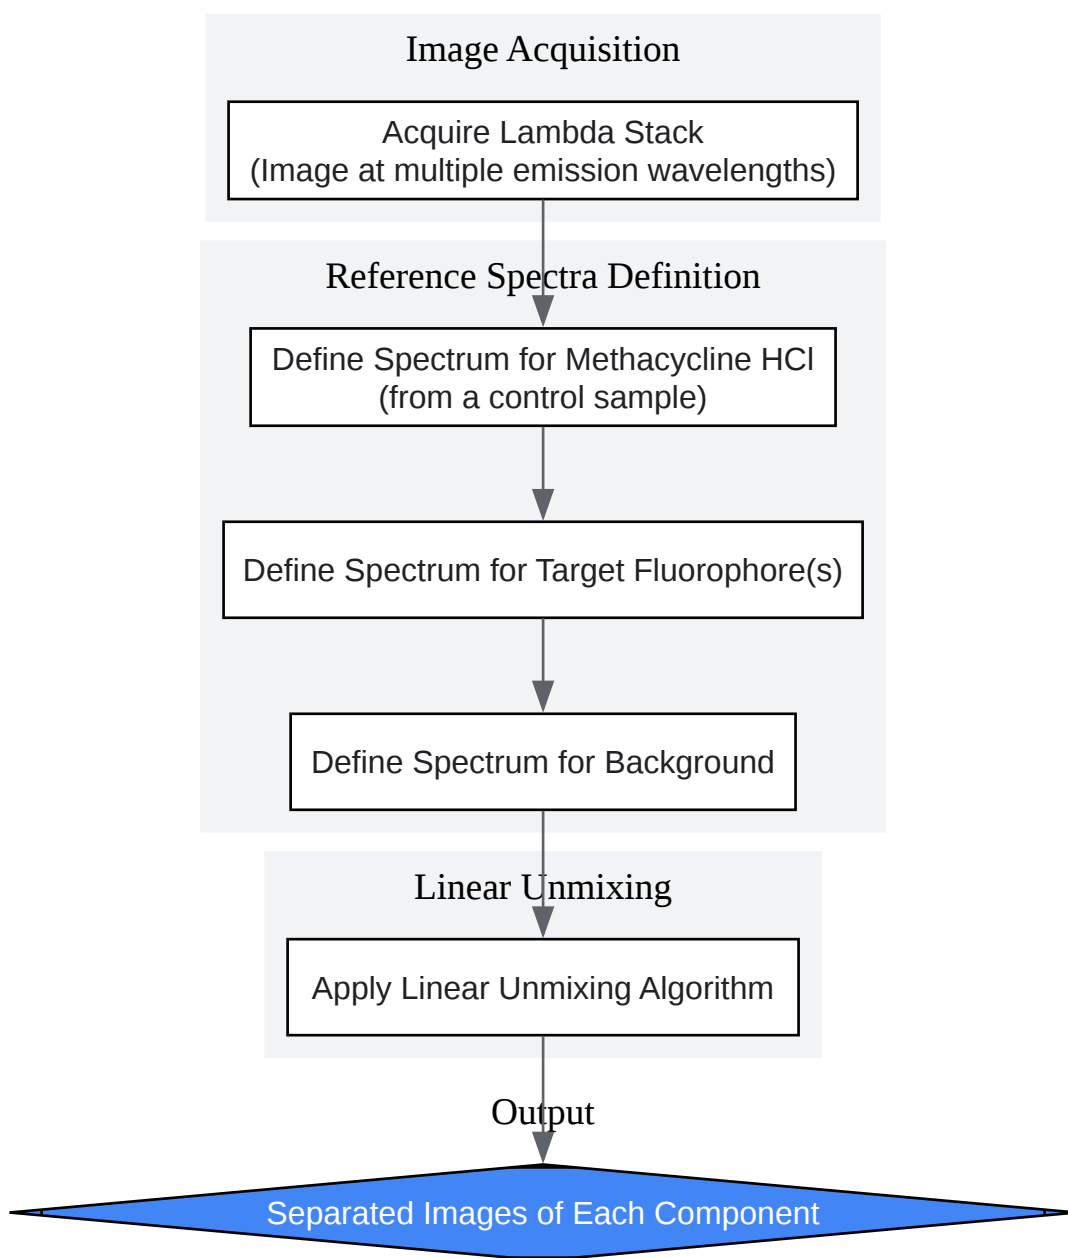 Image Acquisition
Acquire Lambda Stack
(Image at multiple emission wavelengths)
Reference Spectra Definition
Define Spectrum for Methacycline HCl
(from a control sample)
Define Spectrum for Target Fluorophore(s)
Define Spectrum for Background
Linear Unmixing
Apply Linear Unmixing Algorithm
Output
Separated Images of Each Component